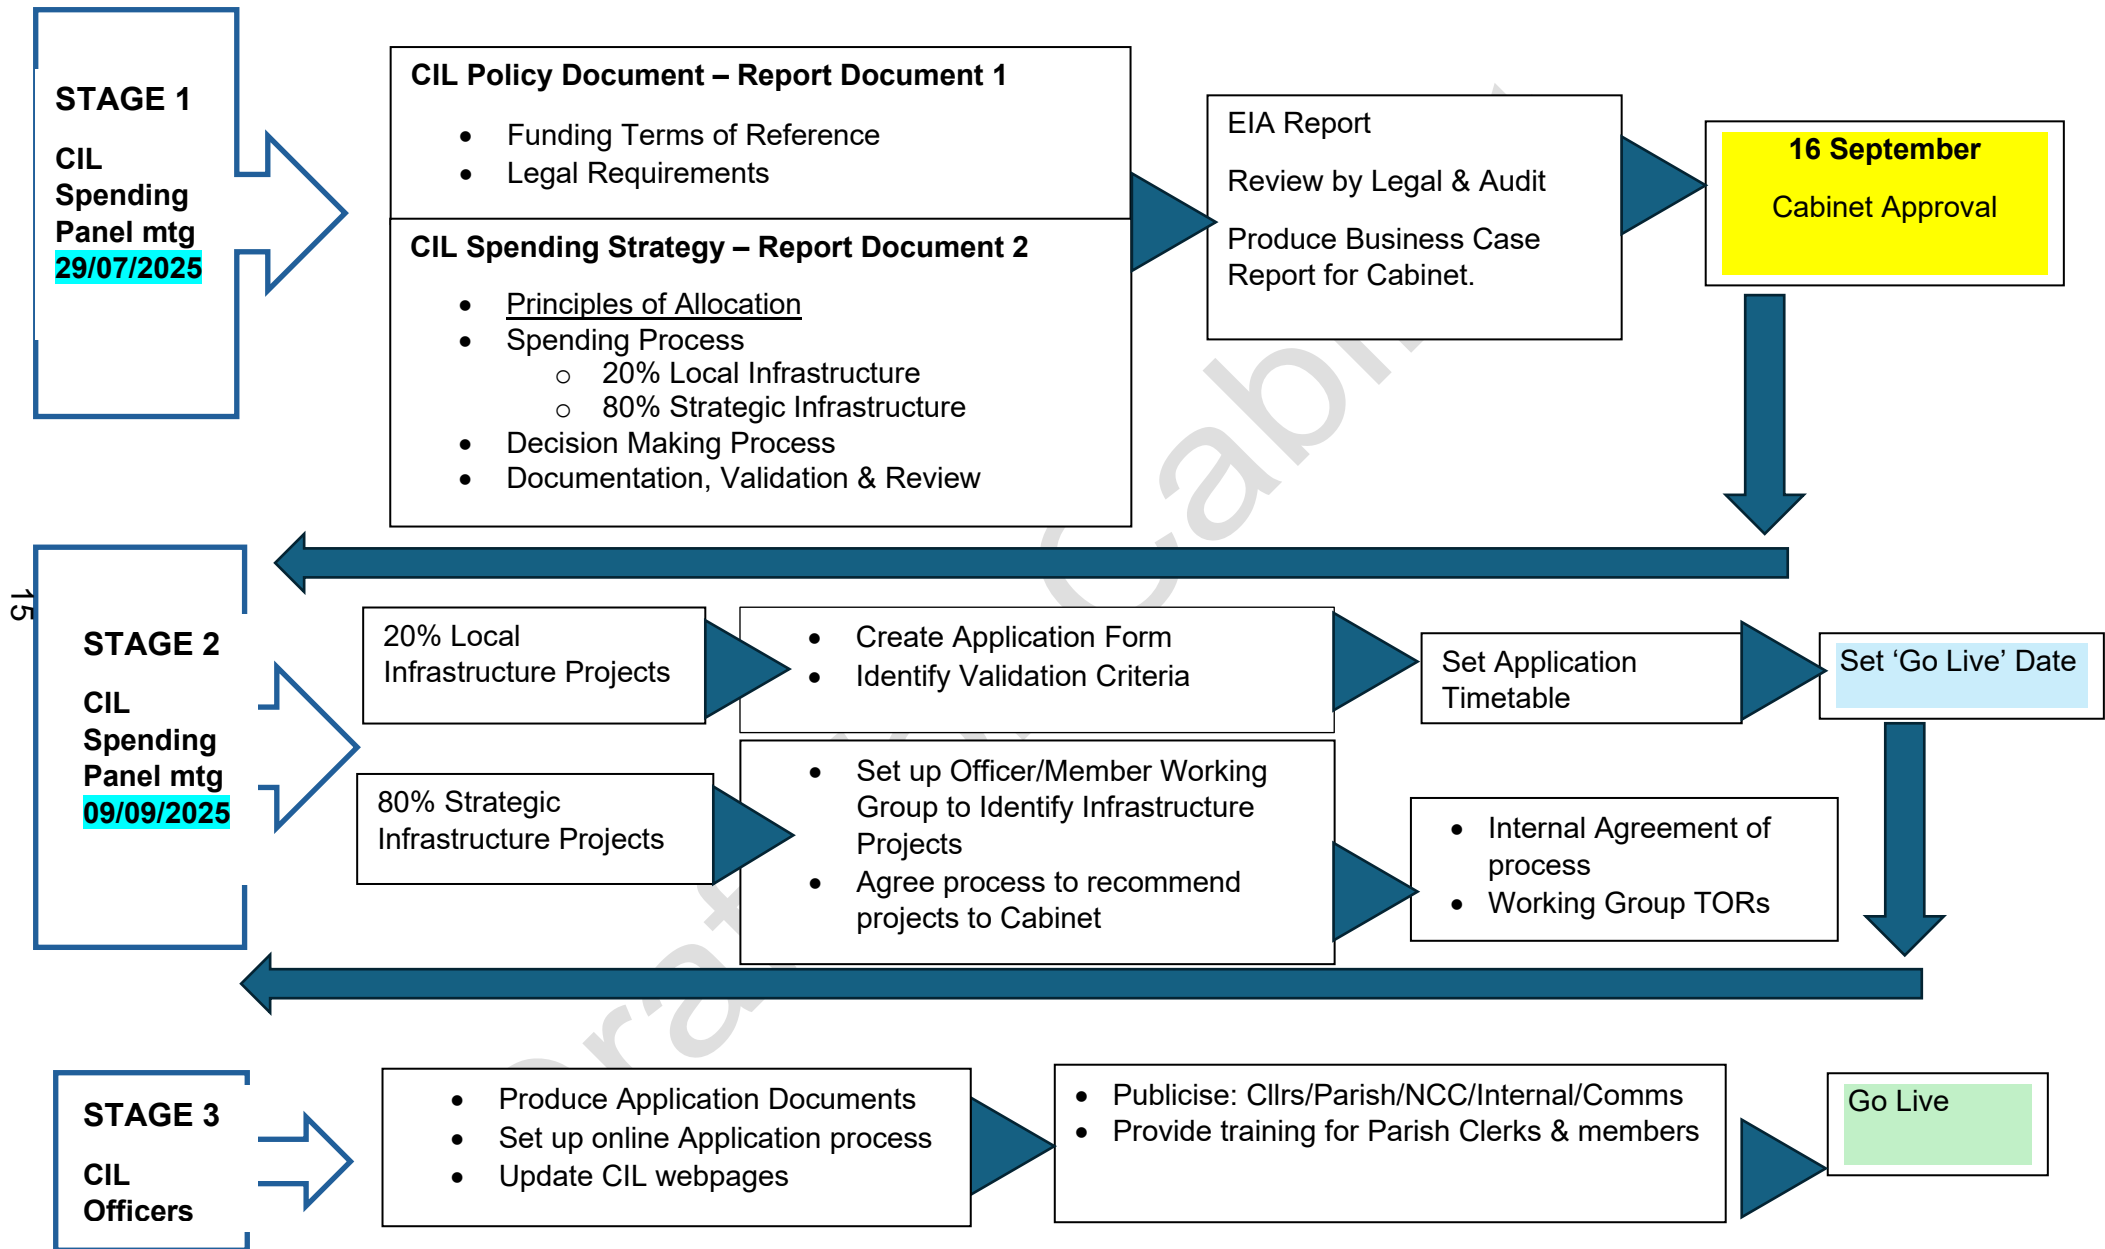 STAGE 1
CIL
Spending
Panel mtg
29/07/2025
CIL Policy Document – Report Document 1
• Funding Terms of Reference
• Legal Requirements
CIL Spending Strategy – Report Document 2
• Principles of Allocation
• Spending Process
○ 20% Local Infrastructure
○ 80% Strategic Infrastructure
• Decision Making Process
• Documentation, Validation & Review
EIA Report
Review by Legal & Audit
Produce Business Case
Report for Cabinet.
16 September
Cabinet Approval
15
STAGE 2
CIL
Spending
Panel mtg
09/09/2025
20% Local
Infrastructure Projects
• Create Application Form
• Identify Validation Criteria
Set Application
Timetable
Set ‘Go Live’ Date
80% Strategic
Infrastructure Projects
• Set up Officer/Member Working
Group to Identify Infrastructure
Projects
• Agree process to recommend
projects to Cabinet
• Internal Agreement of
process
• Working Group TORs
STAGE 3
CIL
Officers
• Produce Application Documents
• Set up online Application process
• Update CIL webpages
• Publicise: Cllrs/Parish/NCC/Internal/Comms
• Provide training for Parish Clerks & members
Go Live